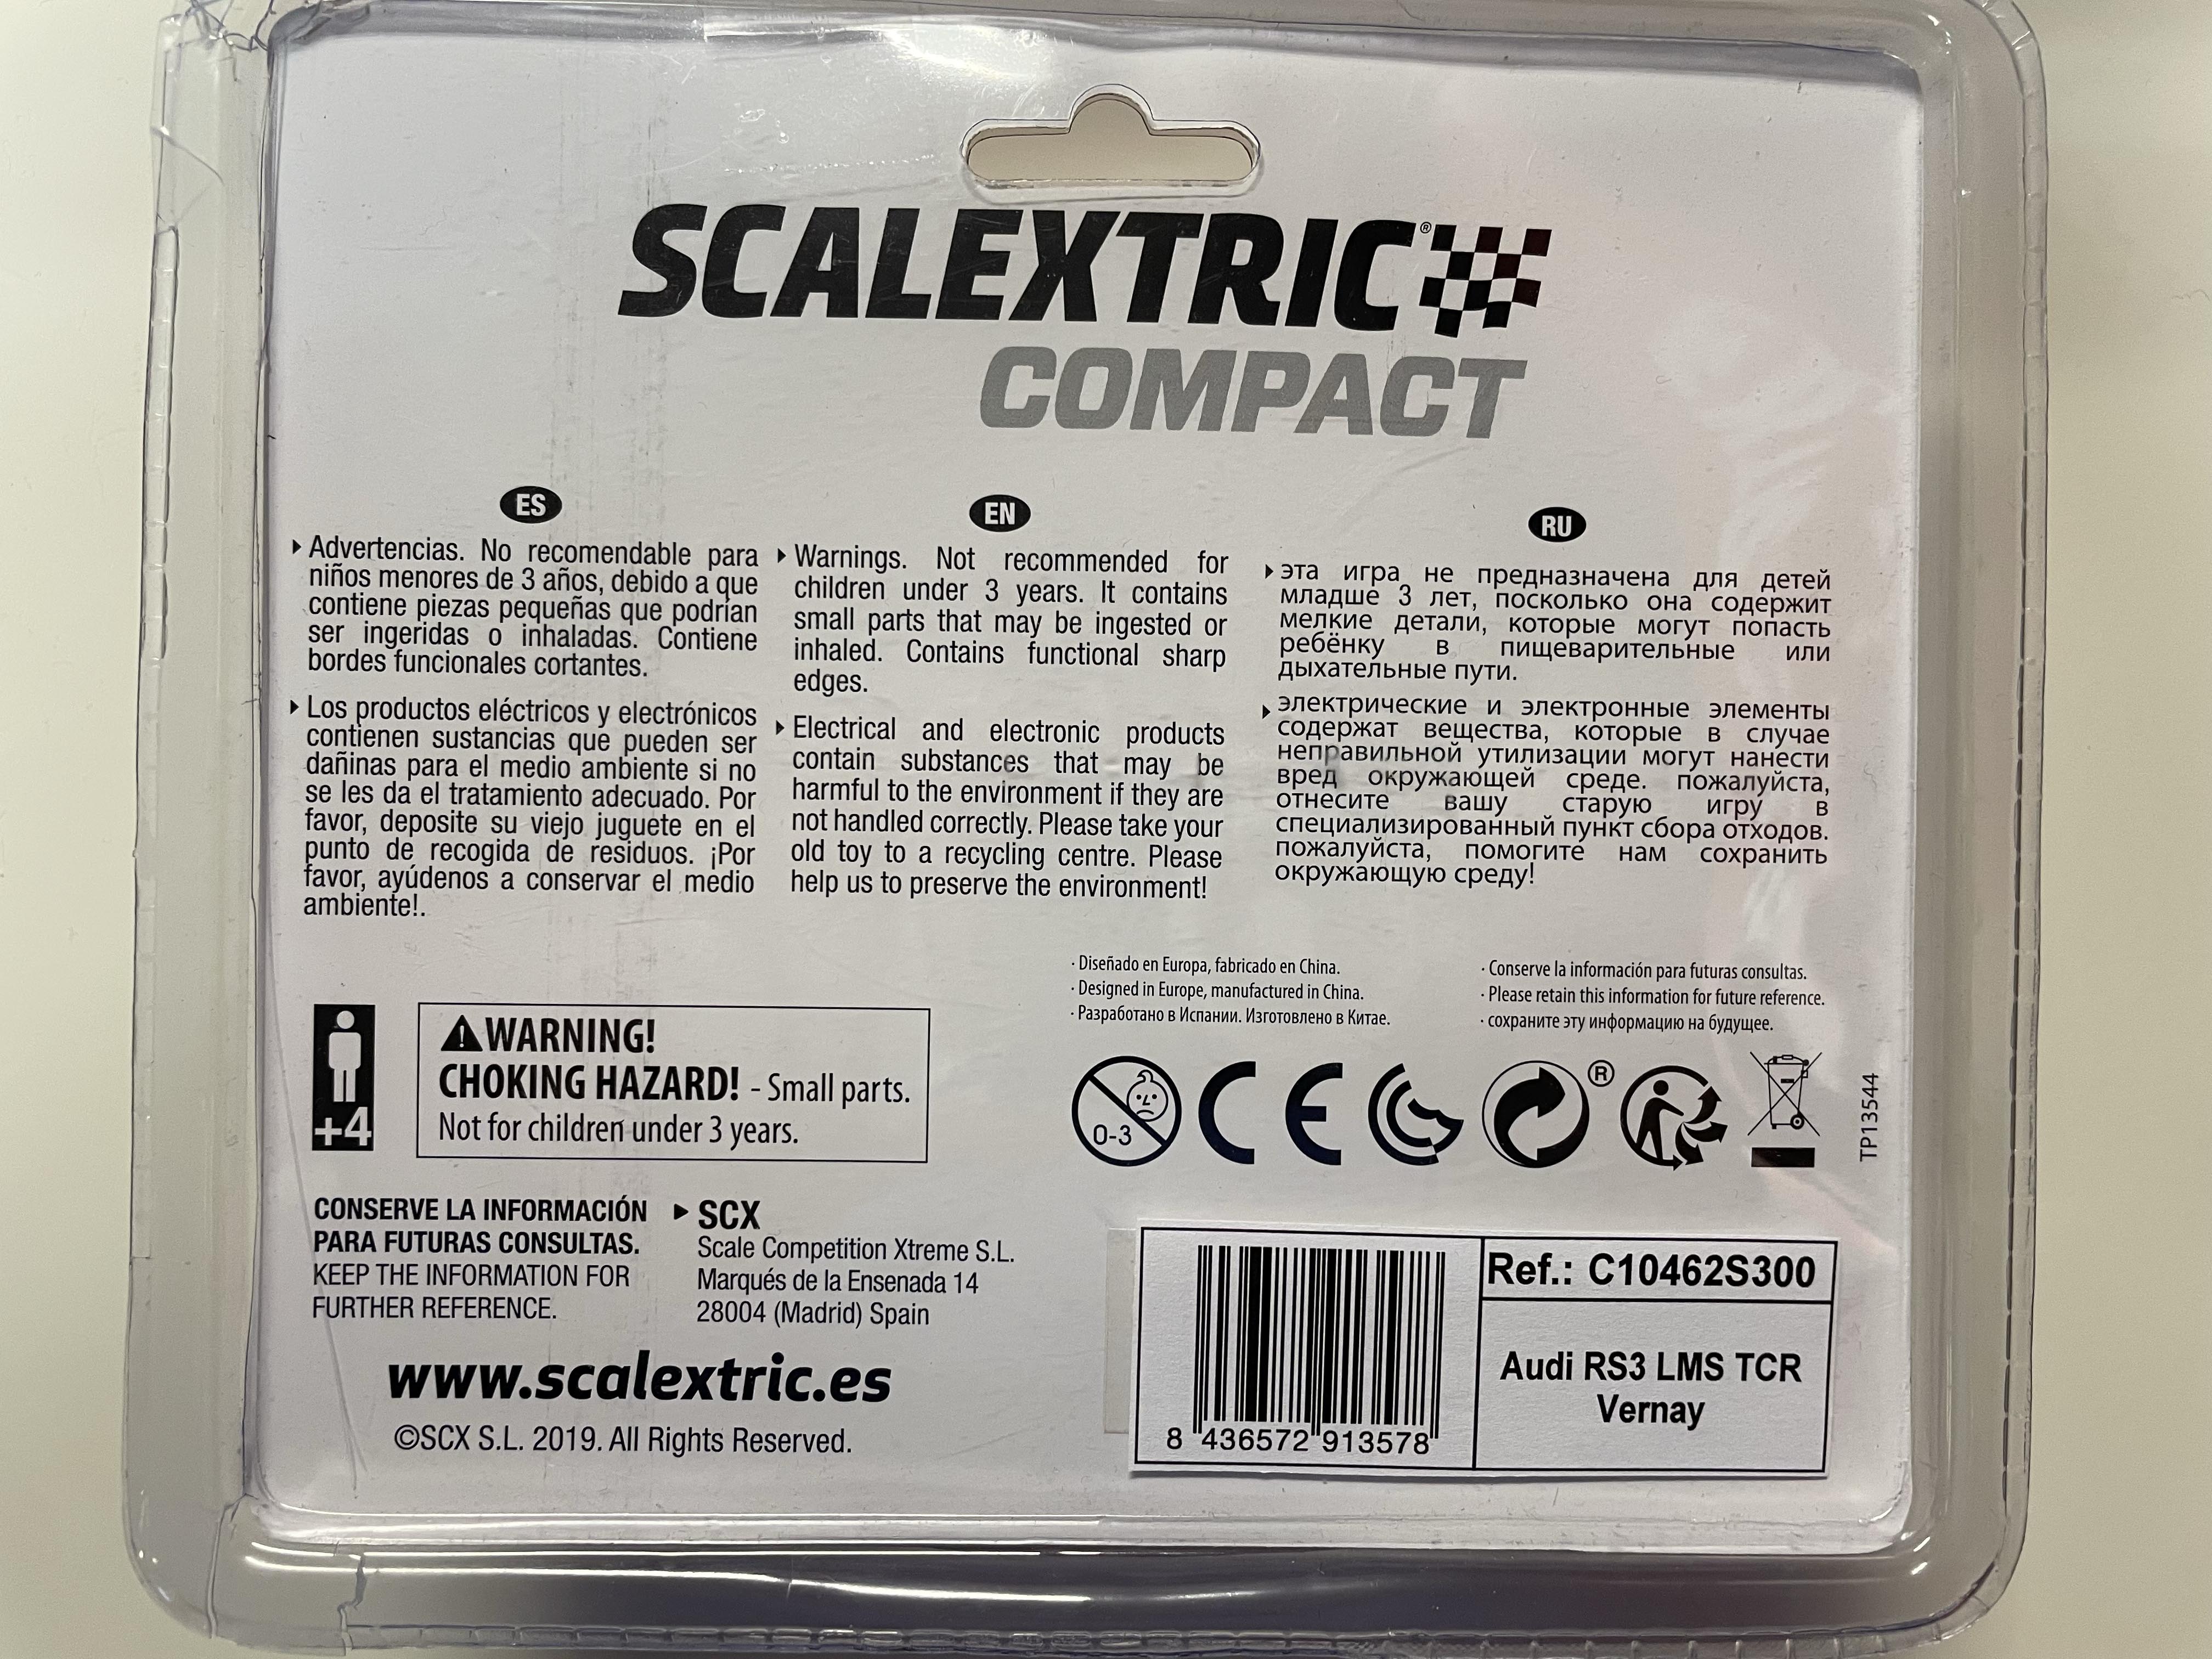 SCALEXTRIC®
COMPACT
ES
Advertencias. No recomendable para
niños menores de 3 años, debido a que
contiene piezas pequeñas que podrían
ser ingeridas o inhaladas. Contiene
bordes funcionales cortantes.
Los productos eléctricos y electrónicos
contienen sustancias que pueden ser
dañinas para el medio ambiente si no
se les da el tratamiento adecuado. Por
favor, deposite su viejo juguete en el
punto de recogida de residuos. ¡Por
favor, ayúdenos a conservar el medio
ambiente!.
EN
Warnings. Not recommended for
children under 3 years. It contains
small parts that may be ingested or
inhaled. Contains functional sharp
edges.
Electrical and electronic products
contain substances that may be
harmful to the environment if they are
not handled correctly. Please take your
old toy to a recycling centre. Please
help us to preserve the environment!
RU
эта игра не предназначена для детей
младше 3 лет, посколько она содержит
мелкие детали, которые могут попасть
ребёнку в пищеварительные или
дыхательные пути.
электрические и электронные элементы
содержат вещества, которые в случае
неправильной утилизации могут нанести
вред окружающей среде. пожалуйста,
отнесите вашу старую игру в
специализированный пункт сбора отходов.
пожалуйста, помогите нам сохранить
окружающую среду!
· Diseñado en Europa, fabricado en China.
· Designed in Europe, manufactured in China.
· Разработано в Испании. Изготовлено в Китае.
· Conserve la información para futuras consultas.
· Please retain this information for future reference.
· сохраните эту информацию на будущее.
+4
WARNING!
CHOKING HAZARD! - Small parts.
Not for children under 3 years.
0-3
CE
®
TP13544
CONSERVE LA INFORMACIÓN
PARA FUTURAS CONSULTAS.
KEEP THE INFORMATION FOR
FURTHER REFERENCE.
SCX
Scale Competition Xtreme S.L.
Marqués de la Ensenada 14
28004 (Madrid) Spain
www.scalextric.es
©SCX S.L. 2019. All Rights Reserved.
8 436572 913578
Ref.: C10462S300
Audi RS3 LMS TCR
Vernay